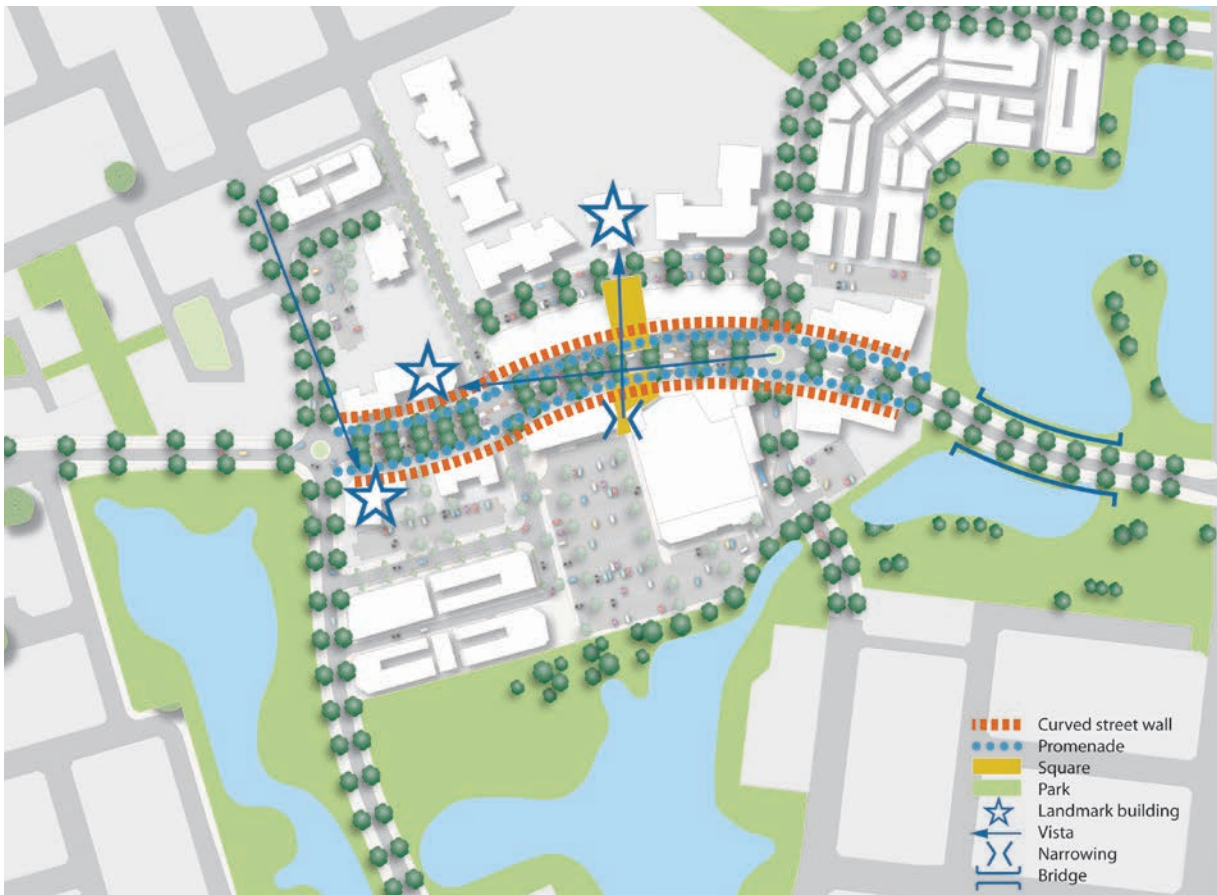 Curved street wall
Promenade
Square
Park
Landmark building
Vista
Narrowing
Bridge